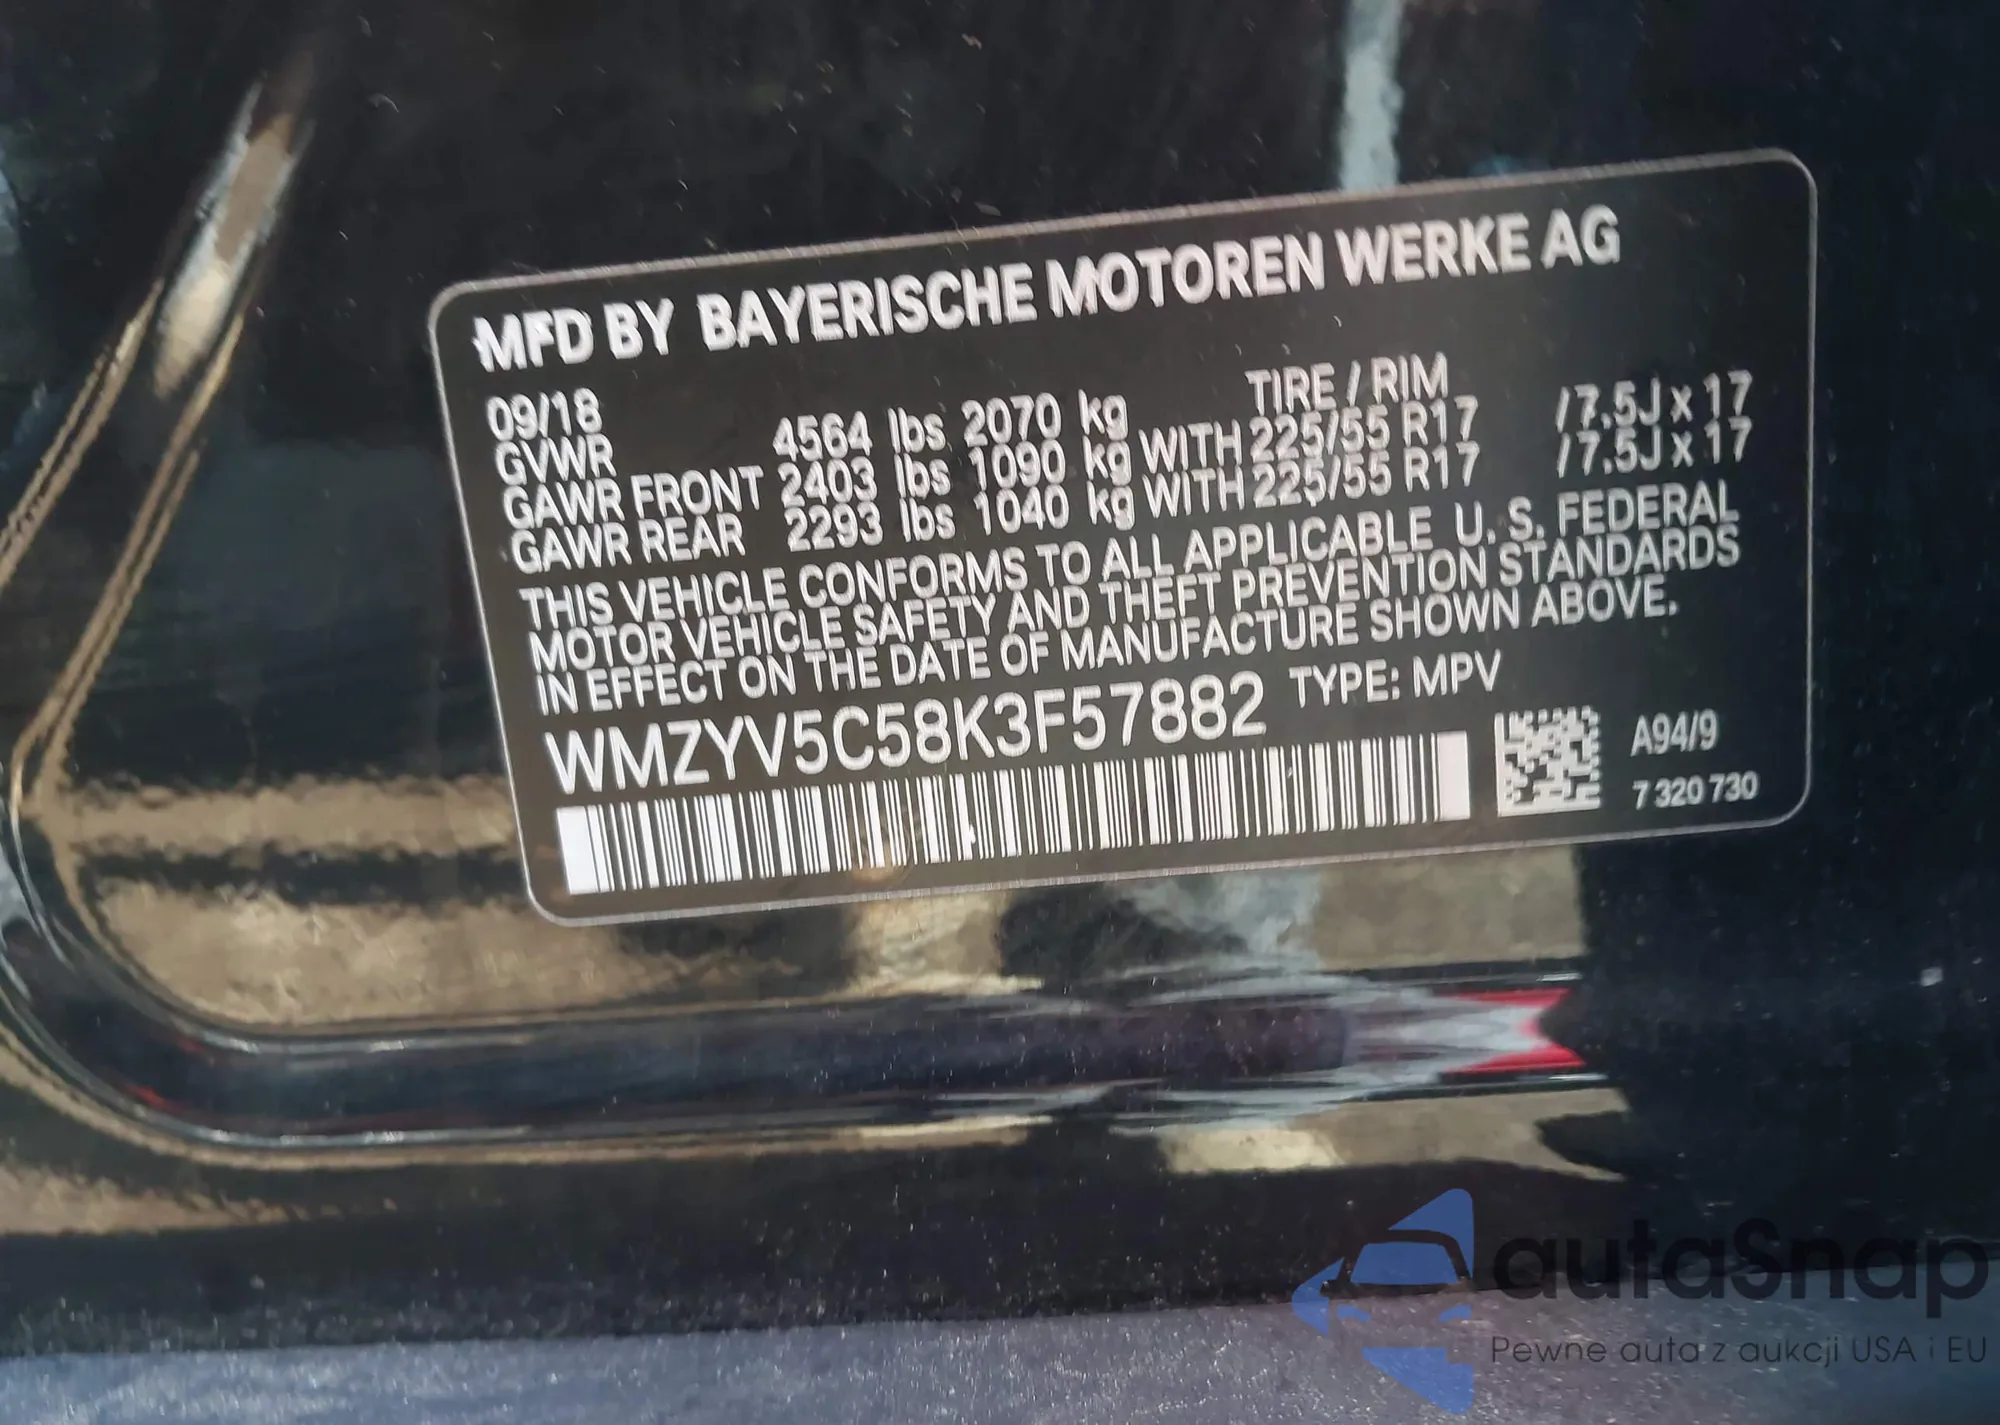 MFD BY BAYERISCHE MOTOREN WERKE AG
09/18 TIRE / RIM
GVWR 4564 lbs 2070 kg
GAWR FRONT 2403 lbs 1090 kg WITH 225/55 R17 /7.5J x 17
GAWR REAR 2293 lbs 1040 kg WITH 225/55 R17 /7.5J x 17
THIS VEHICLE CONFORMS TO ALL APPLICABLE U. S. FEDERAL
MOTOR VEHICLE SAFETY AND THEFT PREVENTION STANDARDS
IN EFFECT ON THE DATE OF MANUFACTURE SHOWN ABOVE.
WMZYV5C58K3F57882 TYPE: MPV
A94/9
7 320 730
autaSnap
Pewne auta z aukcji USA i EU